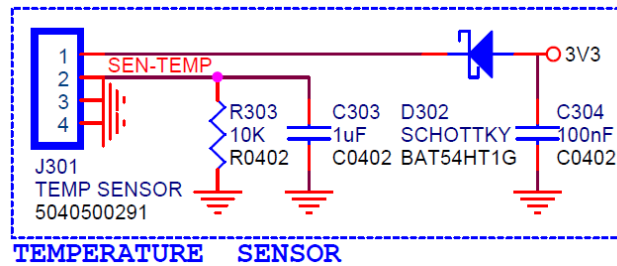 1
2
3
4
SEN-TEMP
3V3
J301
TEMP SENSOR
5040500291
R303
10K
R0402
C303
1uF
C0402
D302
SCHOTTKY
BAT54HT1G
C304
100nF
C0402
TEMPERATURE SENSOR